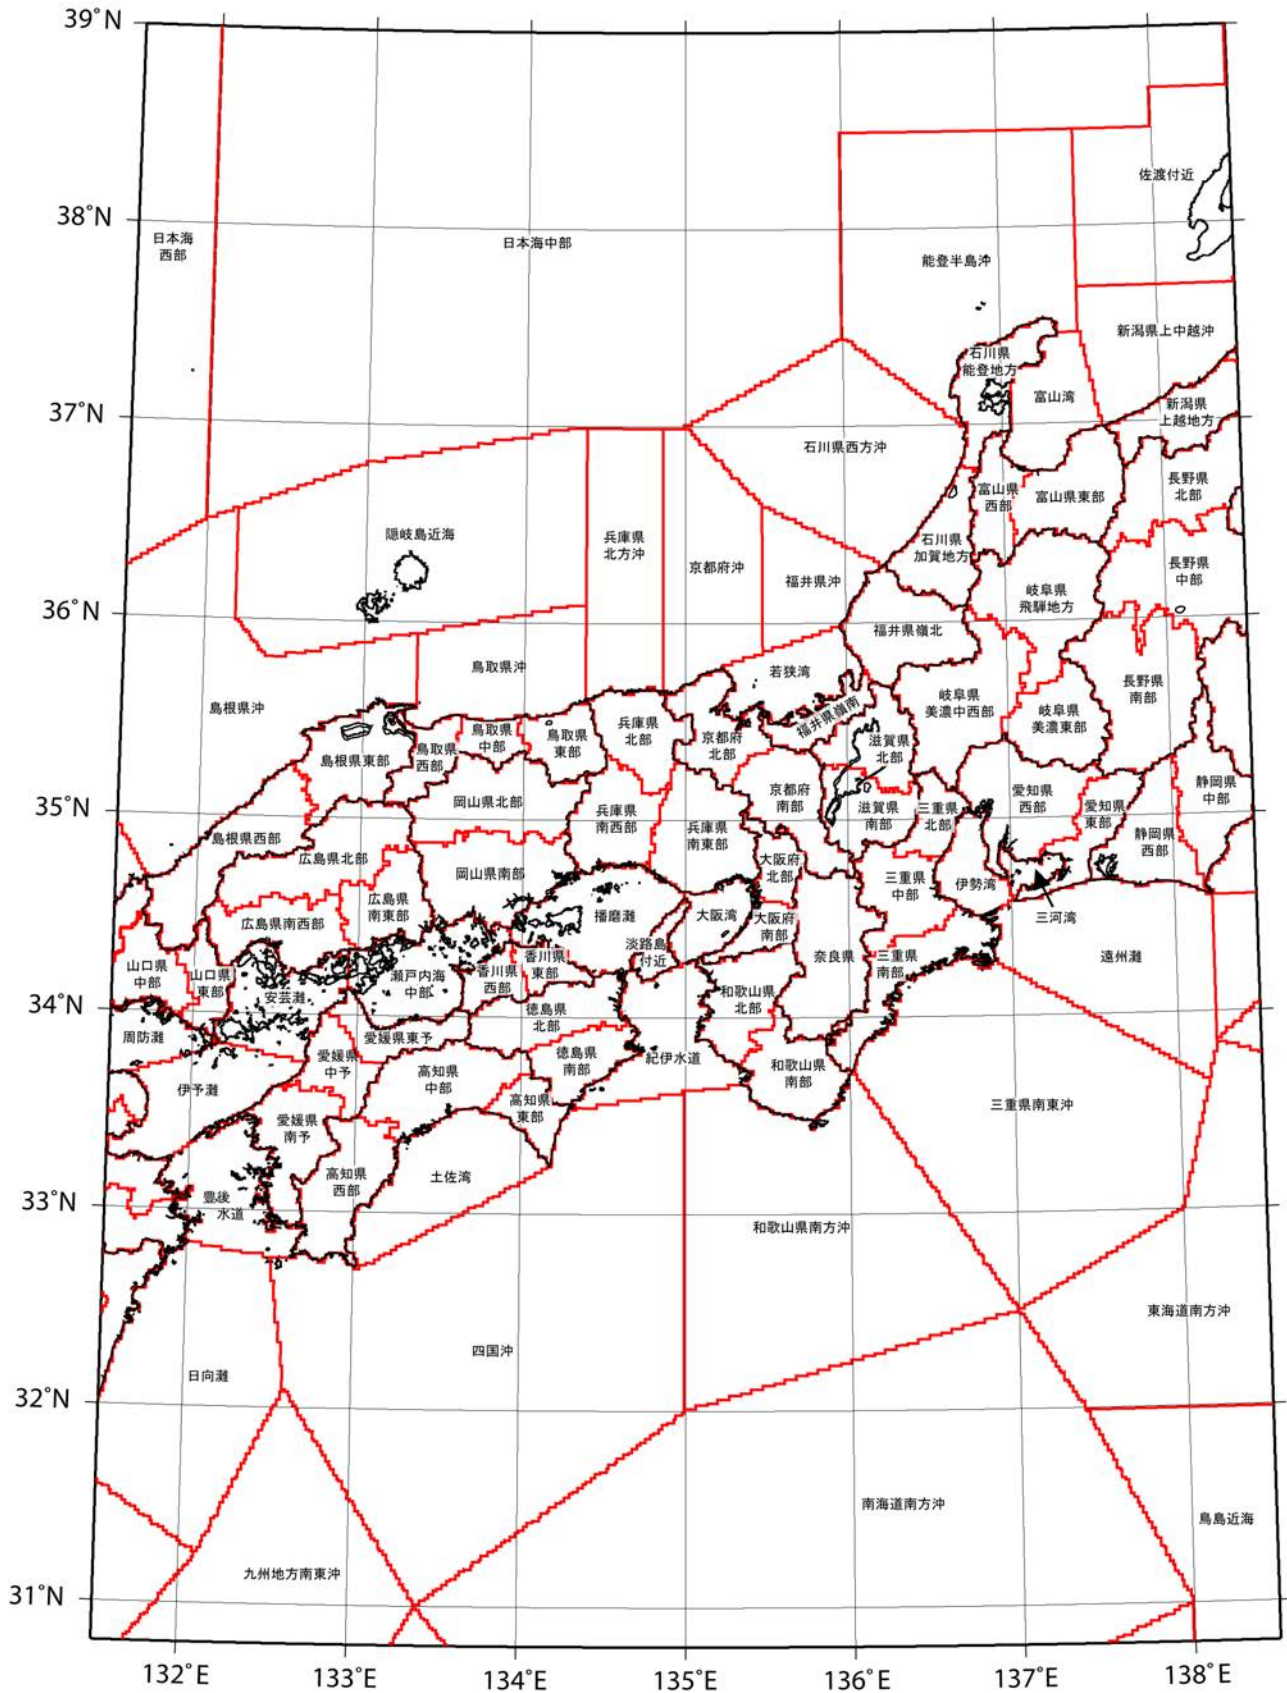 39°N
佐渡付近
38°N
日本海
西部
日本海中部
能登半島沖
新潟県上中越沖
石川県
能登地方
富山湾
新潟県
上越地方
37°N
石川県西方沖
長野県
北部
富山県
西部
富山県東部
隠岐島近海
兵庫県
北方沖
京都府沖
福井県沖
石川県
加賀地方
長野県
中部
岐阜県
飛騨地方
36°N
福井県嶺北
鳥取県沖
若狭湾
長野県
南部
島根県沖
福井県嶺南
岐阜県
美濃中西部
岐阜県
美濃東部
島根県東部
鳥取県
西部
鳥取県
中部
鳥取県
東部
兵庫県
北部
京都府
北部
滋賀県
北部
静岡県
中部
35°N
岡山県北部
兵庫県
南西部
京都府
南部
滋賀県
南部
三重県
北部
愛知県
西部
愛知県
東部
静岡県
西部
島根県西部
兵庫県
南東部
広島県北部
岡山県南部
大阪府
北部
三重県
中部
伊勢湾
広島県南西部
広島県
南東部
播磨灘
大阪湾
大阪府
南部
三河湾
遠州灘
山口県
中部
山口県
東部
安芸灘
瀬戸内海
中部
香川県
西部
香川県
東部
淡路島
付近
奈良県
三重県
南部
34°N
和歌山県
北部
徳島県
北部
周防灘
愛媛県東予
愛媛県
中予
高知県
中部
徳島県
南部
紀伊水道
和歌山県
南部
伊予灘
愛媛県
南予
高知県
東部
三重県南東沖
高知県
西部
土佐湾
33°N
豊後
水道
和歌山県南方沖
東海道南方沖
四国沖
日向灘
32°N
南海道南方沖
鳥島近海
九州地方南東沖
31°N
132°E
133°E
134°E
135°E
136°E
137°E
138°E